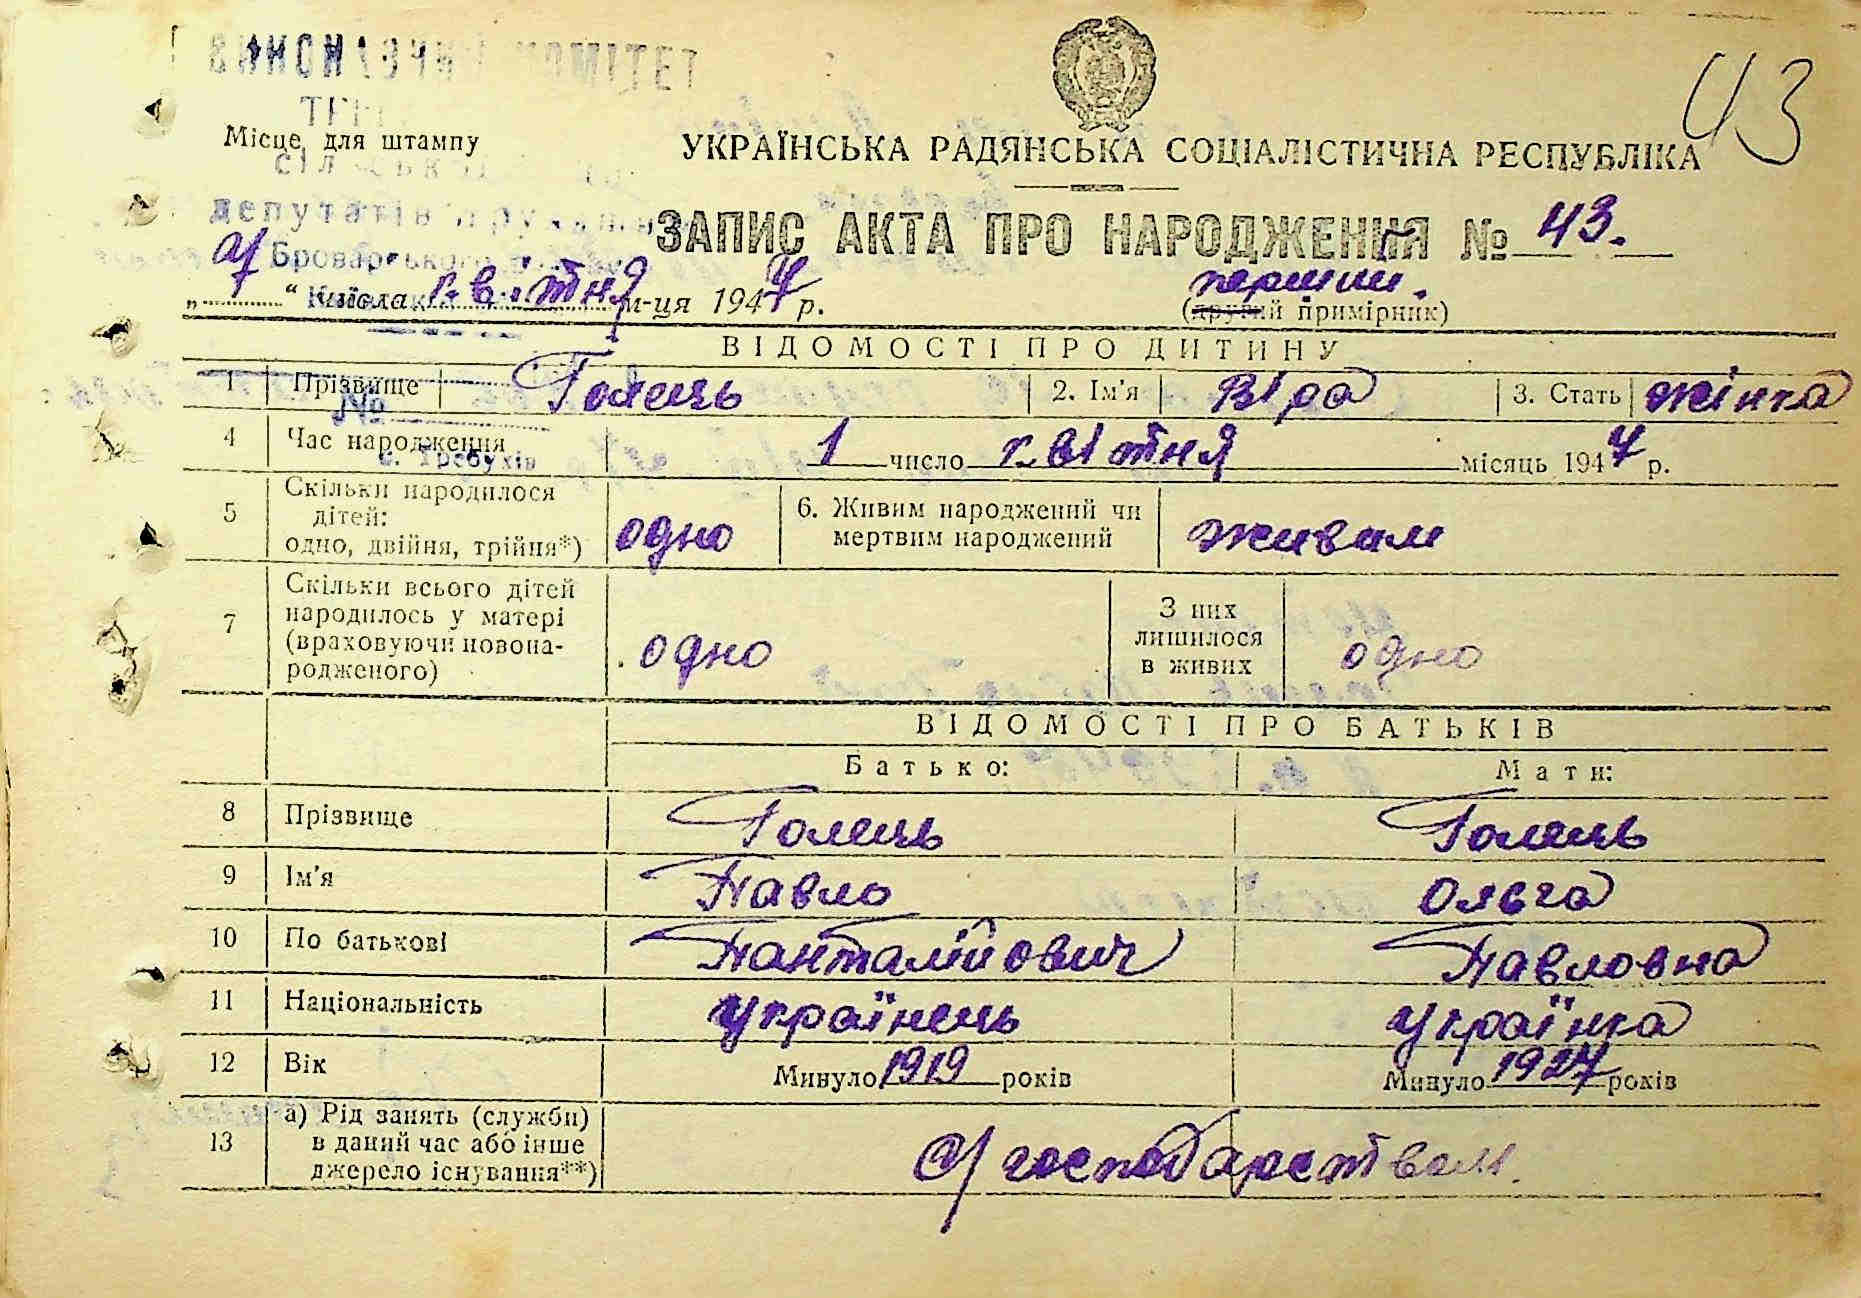 43
ВИКОНАВЧИЙ КОМІТЕТ
Місце для штампу
УКРАЇНСЬКА РАДЯНСЬКА СОЦІАЛІСТИЧНА РЕСПУБЛІКА
депутатів трудящих
ЗАПИС АКТА ПРО НАРОДЖЕННЯ № 43.
Броварського
„ 7 “ числа квітня м-ця 1947 р.
перший.
(другий примірник)
ВІДОМОСТІ ПРО ДИТИНУ
1 Прізвище Голець 2. Ім'я Віра 3. Стать жінка
№
4 Час народження 1 число квітня місяць 1947 р.
с. Требухів
5 Скільки народилося дітей: одно, двійня, трійня*) одно 6. Живим народжений чи мертвим народжений живим
7 Скільки всього дітей народилось у матері (враховуючи новонародженого) одно З них лишилося в живих одно
ВІДОМОСТІ ПРО БАТЬКІВ
Батько: Мати:
8 Прізвище Голець Голець
9 Ім'я Павло Ольга
10 По батькові Панталійович Павловна
11 Національність Українець Українка
12 Вік Минуло 1919 років Минуло 1927 років
13 а) Рід занять (служби) в даний час або інше джерело існування**) С/господарством.